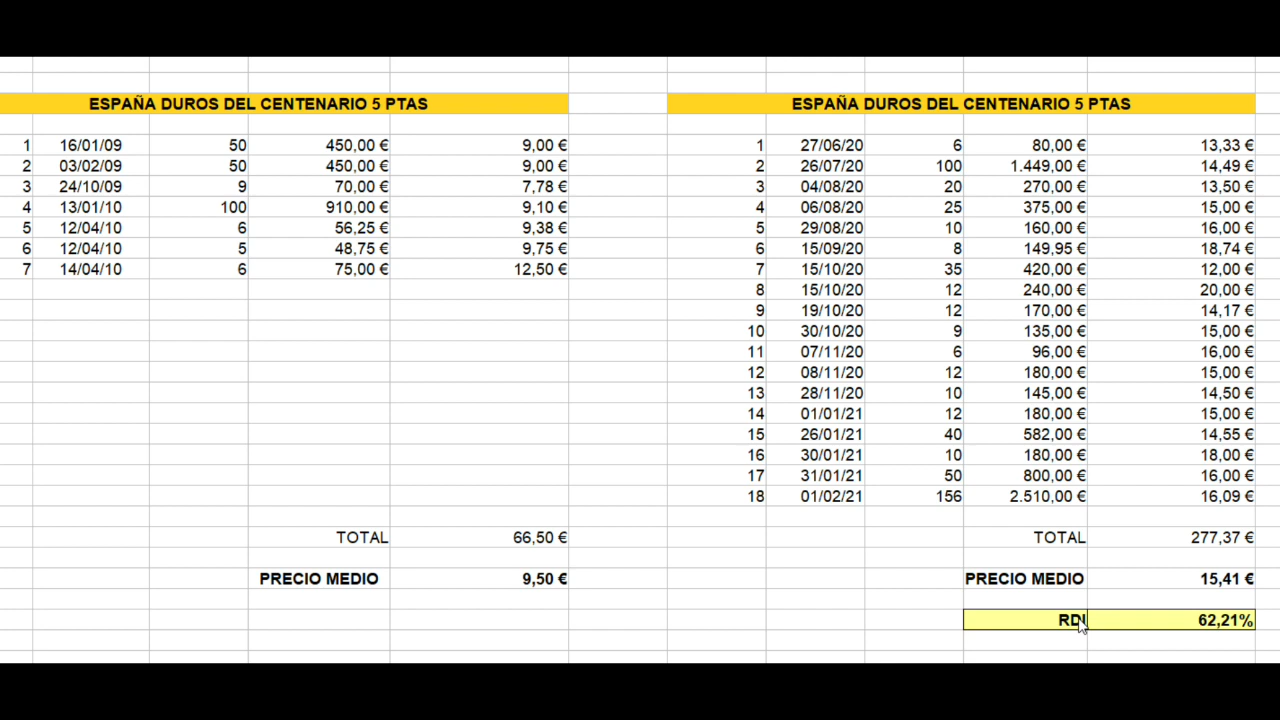 ESPAÑA DUROS DEL CENTENARIO 5 PTAS
1 16/01/09 50 450,00 € 9,00 €
2 03/02/09 50 450,00 € 9,00 €
3 24/10/09 9 70,00 € 7,78 €
4 13/01/10 100 910,00 € 9,10 €
5 12/04/10 6 56,25 € 9,38 €
6 12/04/10 5 48,75 € 9,75 €
7 14/04/10 6 75,00 € 12,50 €
TOTAL 66,50 €
PRECIO MEDIO 9,50 €
ESPAÑA DUROS DEL CENTENARIO 5 PTAS
1 27/06/20 6 80,00 € 13,33 €
2 26/07/20 100 1.449,00 € 14,49 €
3 04/08/20 20 270,00 € 13,50 €
4 06/08/20 25 375,00 € 15,00 €
5 29/08/20 10 160,00 € 16,00 €
6 15/09/20 8 149,95 € 18,74 €
7 15/10/20 35 420,00 € 12,00 €
8 15/10/20 12 240,00 € 20,00 €
9 19/10/20 12 170,00 € 14,17 €
10 30/10/20 9 135,00 € 15,00 €
11 07/11/20 6 96,00 € 16,00 €
12 08/11/20 12 180,00 € 15,00 €
13 28/11/20 10 145,00 € 14,50 €
14 01/01/21 12 180,00 € 15,00 €
15 26/01/21 40 582,00 € 14,55 €
16 30/01/21 10 180,00 € 18,00 €
17 31/01/21 50 800,00 € 16,00 €
18 01/02/21 156 2.510,00 € 16,09 €
TOTAL 277,37 €
PRECIO MEDIO 15,41 €
RDI 62,21%